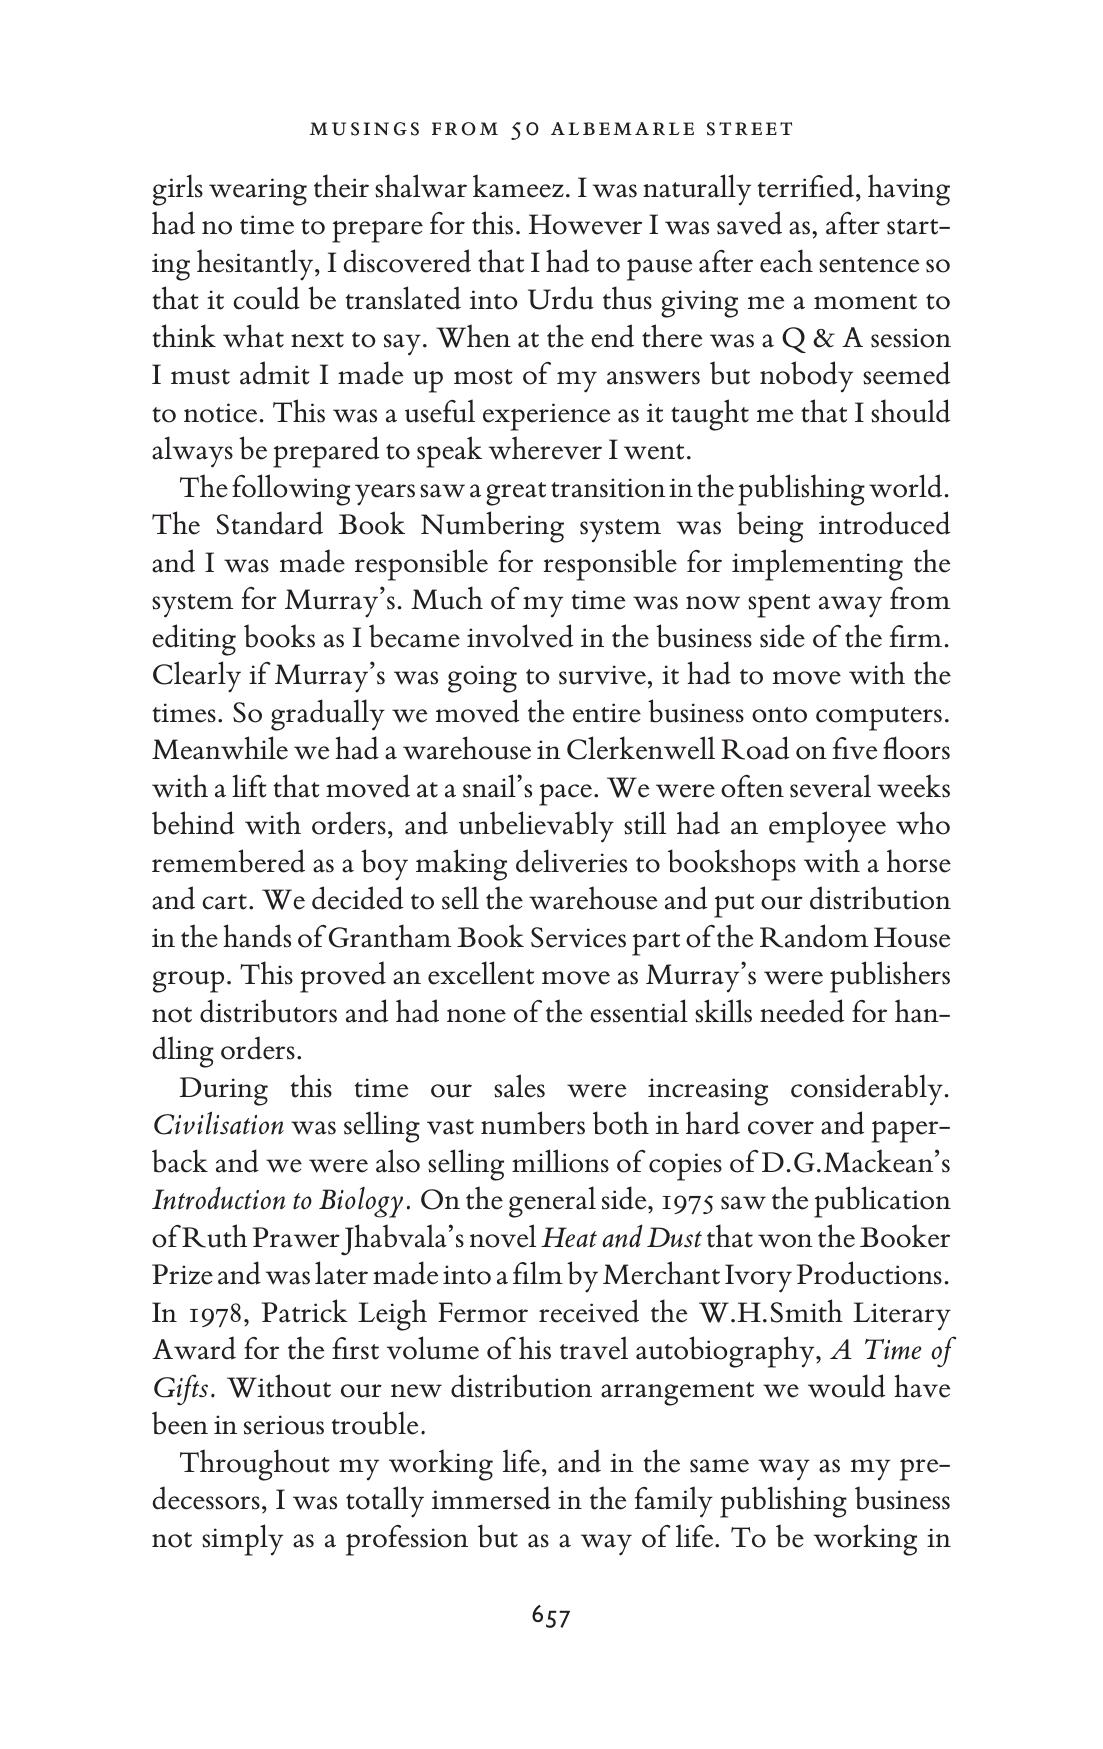 MUSINGS FROM 50 ALBEMARLE STREET
girls wearing their shalwar kameez. I was naturally terrified, having
had no time to prepare for this. However I was saved as, after start-
ing hesitantly, I discovered that I had to pause after each sentence so
that it could be translated into Urdu thus giving me a moment to
think what next to say. When at the end there was a Q & A session
I must admit I made up most of my answers but nobody seemed
to notice. This was a useful experience as it taught me that I should
always be prepared to speak wherever I went.
The following years saw a great transition in the publishing world.
The Standard Book Numbering system was being introduced
and I was made responsible for responsible for implementing the
system for Murray’s. Much of my time was now spent away from
editing books as I became involved in the business side of the firm.
Clearly if Murray’s was going to survive, it had to move with the
times. So gradually we moved the entire business onto computers.
Meanwhile we had a warehouse in Clerkenwell Road on five floors
with a lift that moved at a snail’s pace. We were often several weeks
behind with orders, and unbelievably still had an employee who
remembered as a boy making deliveries to bookshops with a horse
and cart. We decided to sell the warehouse and put our distribution
in the hands of Grantham Book Services part of the Random House
group. This proved an excellent move as Murray’s were publishers
not distributors and had none of the essential skills needed for han-
dling orders.
During this time our sales were increasing considerably.
Civilisation was selling vast numbers both in hard cover and paper-
back and we were also selling millions of copies of D.G.Mackean’s
Introduction to Biology. On the general side, 1975 saw the publication
of Ruth Prawer Jhabvala’s novel Heat and Dust that won the Booker
Prize and was later made into a film by Merchant Ivory Productions.
In 1978, Patrick Leigh Fermor received the W.H.Smith Literary
Award for the first volume of his travel autobiography, A Time of
Gifts. Without our new distribution arrangement we would have
been in serious trouble.
Throughout my working life, and in the same way as my pre-
decessors, I was totally immersed in the family publishing business
not simply as a profession but as a way of life. To be working in
657